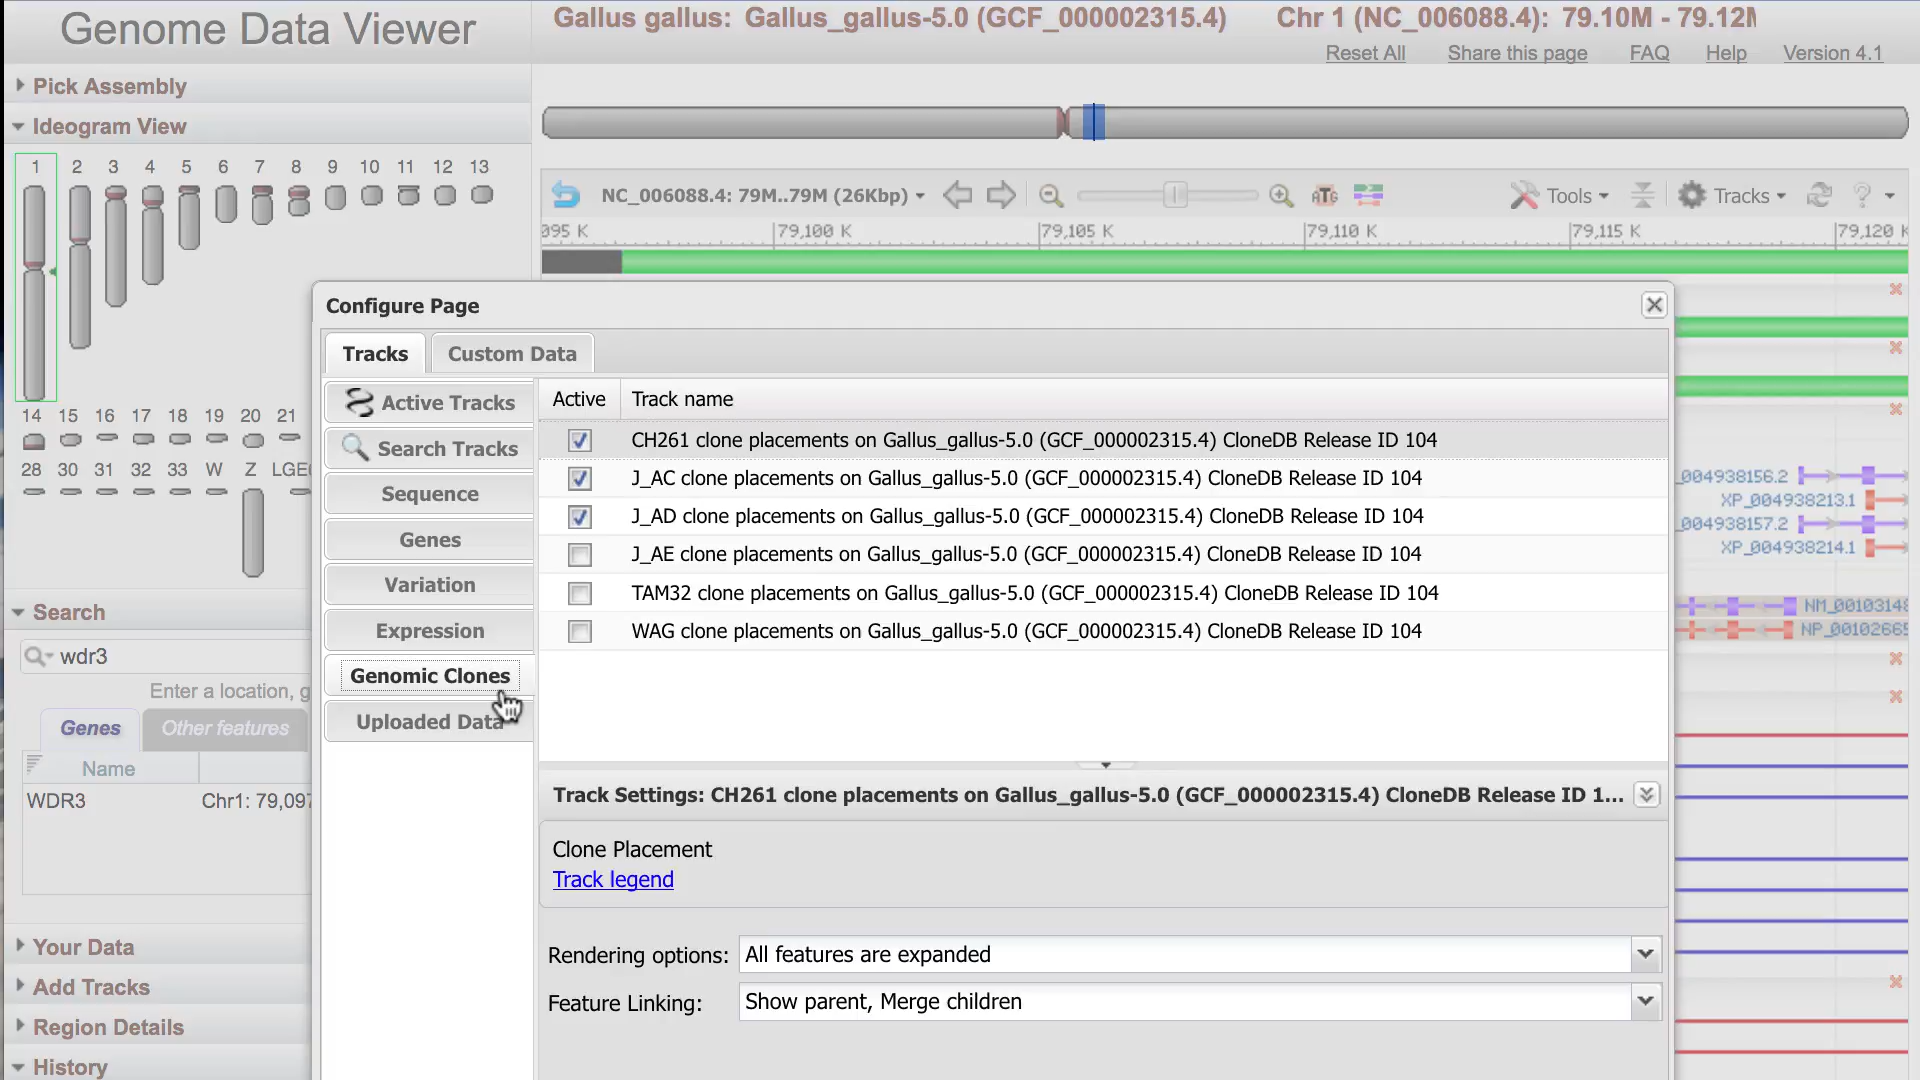 Genome Data Viewer
Gallus gallus: Gallus_gallus-5.0 (GCF_000002315.4) Chr 1 (NC_006088.4): 79.10M - 79.12M
Reset All Share this page FAQ Help Version 4.1
Pick Assembly
Ideogram View
1 2 3 4 5 6 7 8 9 10 11 12 13
NC_006088.4: 79M..79M (26Kbp) ATG Tools Tracks ?
095 K 79,100 K 79,105 K 79,110 K 79,115 K 79,120 K
14 15 16 17 18 19 20 21
28 30 31 32 33 W Z LGE
Configure Page
Tracks Custom Data
Active Tracks
Search Tracks
Sequence
Genes
Variation
Expression
Genomic Clones
Uploaded Data
Active Track name
CH261 clone placements on Gallus_gallus-5.0 (GCF_000002315.4) CloneDB Release ID 104
J_AC clone placements on Gallus_gallus-5.0 (GCF_000002315.4) CloneDB Release ID 104
J_AD clone placements on Gallus_gallus-5.0 (GCF_000002315.4) CloneDB Release ID 104
J_AE clone placements on Gallus_gallus-5.0 (GCF_000002315.4) CloneDB Release ID 104
TAM32 clone placements on Gallus_gallus-5.0 (GCF_000002315.4) CloneDB Release ID 104
WAG clone placements on Gallus_gallus-5.0 (GCF_000002315.4) CloneDB Release ID 104
Track Settings: CH261 clone placements on Gallus_gallus-5.0 (GCF_000002315.4) CloneDB Release ID 1...
Clone Placement
Track legend
Rendering options: All features are expanded
Feature Linking: Show parent, Merge children
_004938156.2
XP_004938213.1
_004938157.2
XP_004938214.1
NM_00103148
NP_00102665
Search
wdr3
Enter a location, g
Genes Other features
Name
WDR3 Chr1: 79,097
Your Data
Add Tracks
Region Details
History